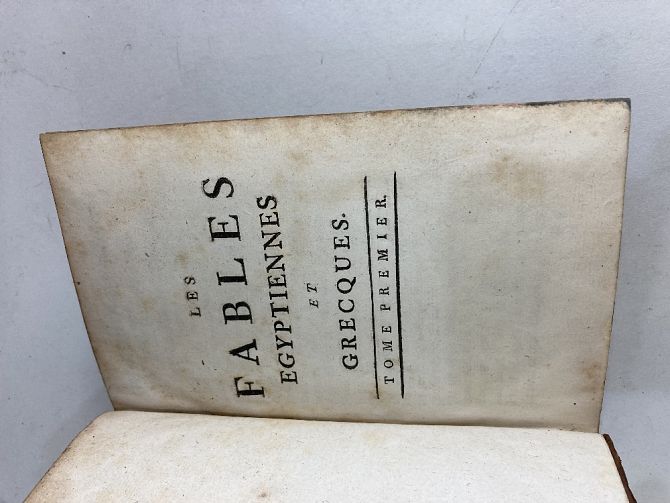 LES
FABLES
EGYPTIENNES
ET
GRECQUES.
TOME PREMIER.